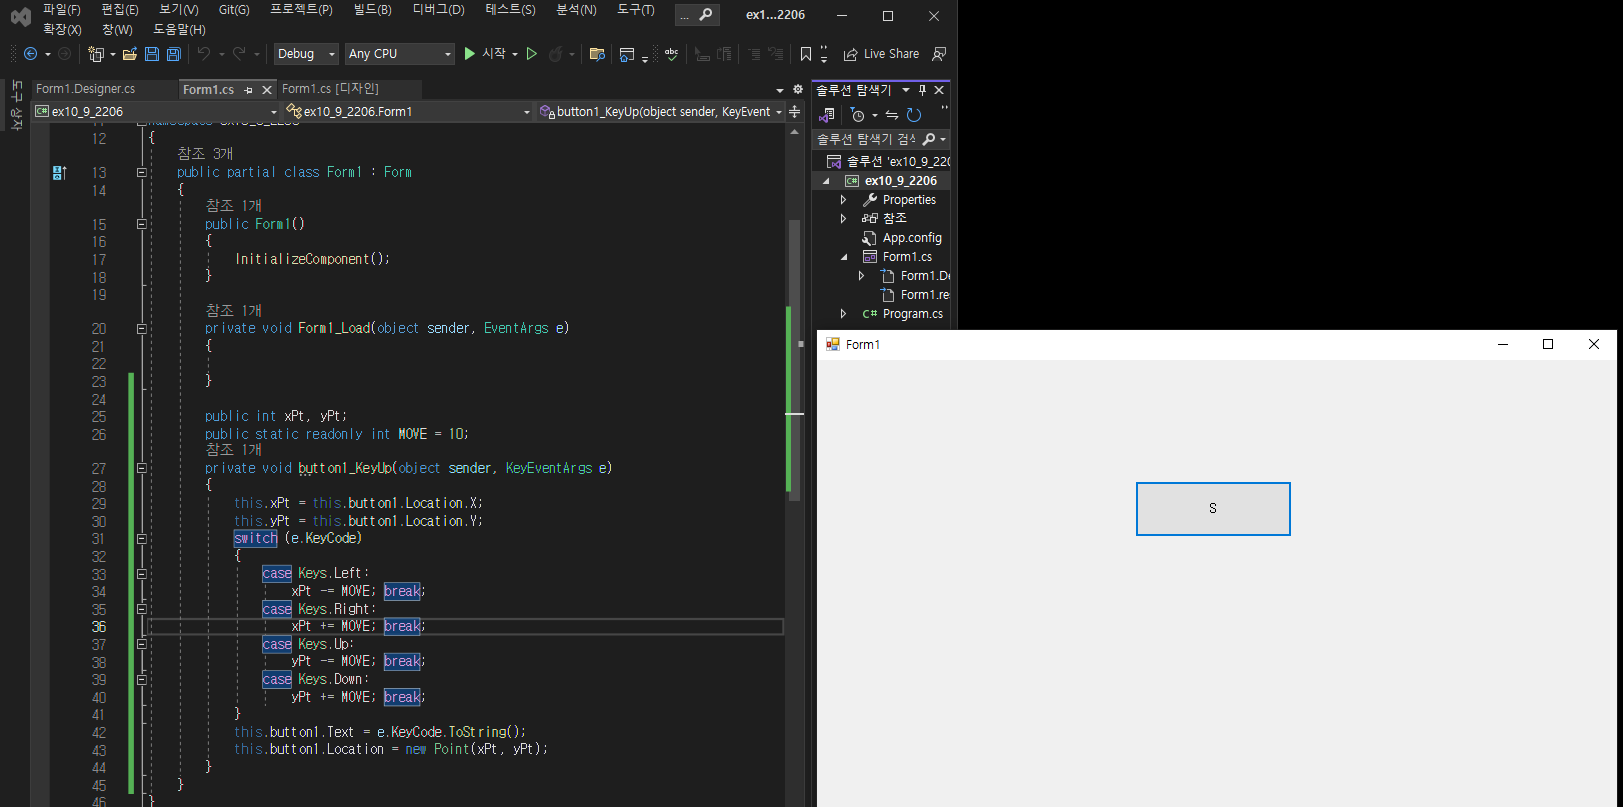 파일(F) 편집(E) 보기(V) Git(G) 프로젝트(P) 빌드(B) 디버그(D) 테스트(S) 분석(N) 도구(T) ... ex1...2206
확장(X) 창(W) 도움말(H)
Debug Any CPU 시작 abc Live Share
도구 상자
Form1.Designer.cs Form1.cs Form1.cs [디자인]
ex10_9_2206 ex10_9_2206.Form1 button1_KeyUp(object sender, KeyEvent
12 {
참조 3개
13 public partial class Form1 : Form
14 {
참조 1개
15 public Form1()
16 {
17 InitializeComponent();
18 }
19
참조 1개
20 private void Form1_Load(object sender, EventArgs e)
21 {
22
23 }
24
25 public int xPt, yPt;
26 public static readonly int MOVE = 10;
참조 1개
27 private void button1_KeyUp(object sender, KeyEventArgs e)
28 {
29 this.xPt = this.button1.Location.X;
30 this.yPt = this.button1.Location.Y;
31 switch (e.KeyCode)
32 {
33 case Keys.Left:
34 xPt -= MOVE; break;
35 case Keys.Right:
36 xPt += MOVE; break;
37 case Keys.Up:
38 yPt -= MOVE; break;
39 case Keys.Down:
40 yPt += MOVE; break;
41 }
42 this.button1.Text = e.KeyCode.ToString();
43 this.button1.Location = new Point(xPt, yPt);
44 }
45 }
}
솔루션 탐색기
솔루션 탐색기 검색
솔루션 'ex10_9_220
C# ex10_9_2206
Properties
참조
App.config
Form1.cs
Form1.De
Form1.re
C# Program.cs
Form1
S